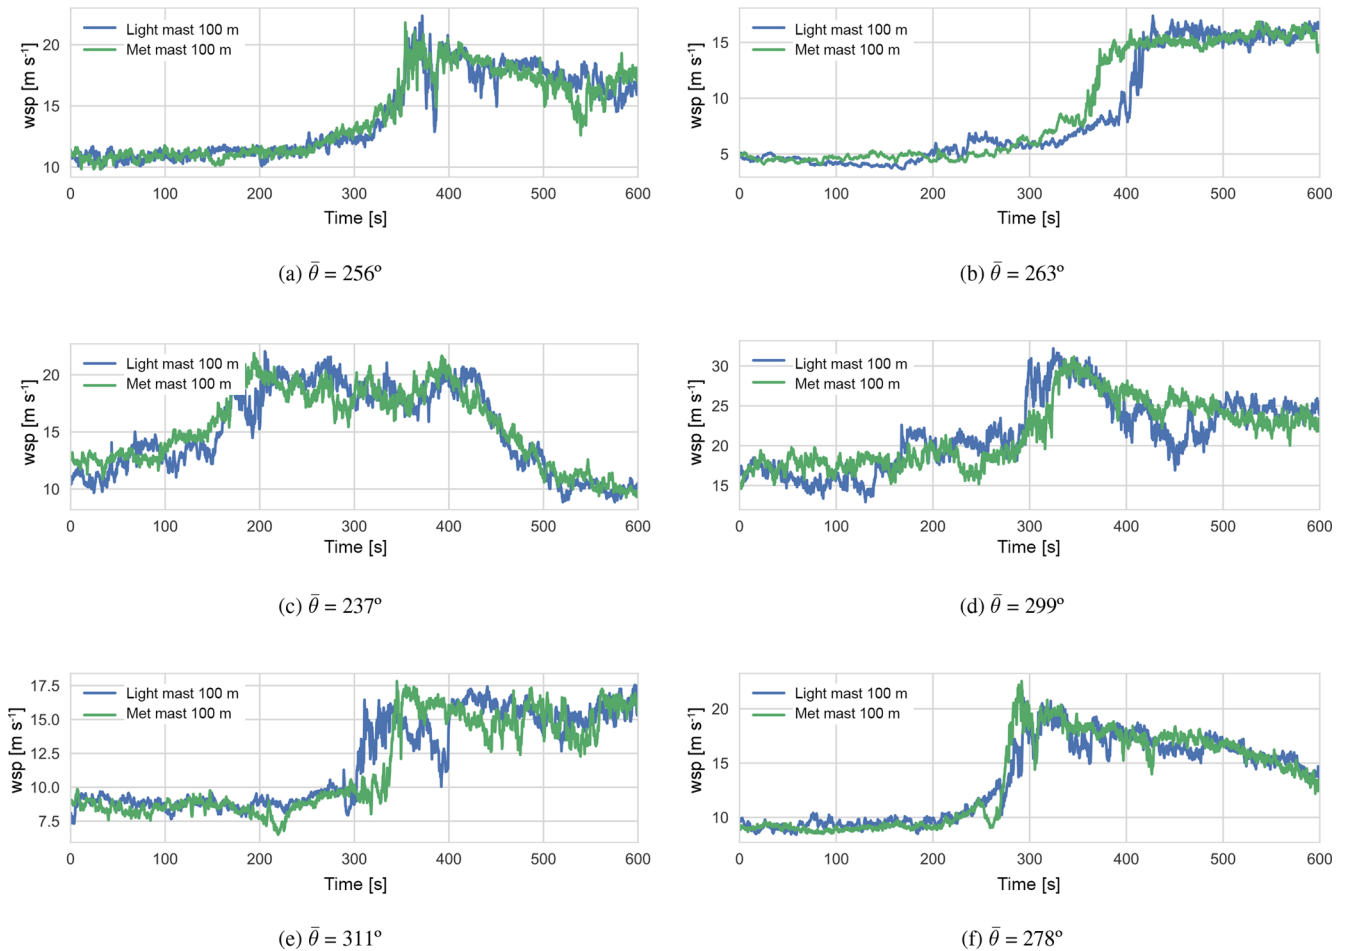 Light mast 100 m
Met mast 100 m
wsp [m s⁻¹]
20
15
10
0 100 200 300 400 500 600
Time [s]
(a) θ̄ = 256º
Light mast 100 m
Met mast 100 m
wsp [m s⁻¹]
15
10
5
0 100 200 300 400 500 600
Time [s]
(b) θ̄ = 263º
Light mast 100 m
Met mast 100 m
wsp [m s⁻¹]
20
15
10
0 100 200 300 400 500 600
Time [s]
(c) θ̄ = 237º
Light mast 100 m
Met mast 100 m
wsp [m s⁻¹]
30
25
20
15
0 100 200 300 400 500 600
Time [s]
(d) θ̄ = 299º
Light mast 100 m
Met mast 100 m
wsp [m s⁻¹]
17.5
15.0
12.5
10.0
7.5
0 100 200 300 400 500 600
Time [s]
(e) θ̄ = 311º
Light mast 100 m
Met mast 100 m
wsp [m s⁻¹]
20
15
10
0 100 200 300 400 500 600
Time [s]
(f) θ̄ = 278º